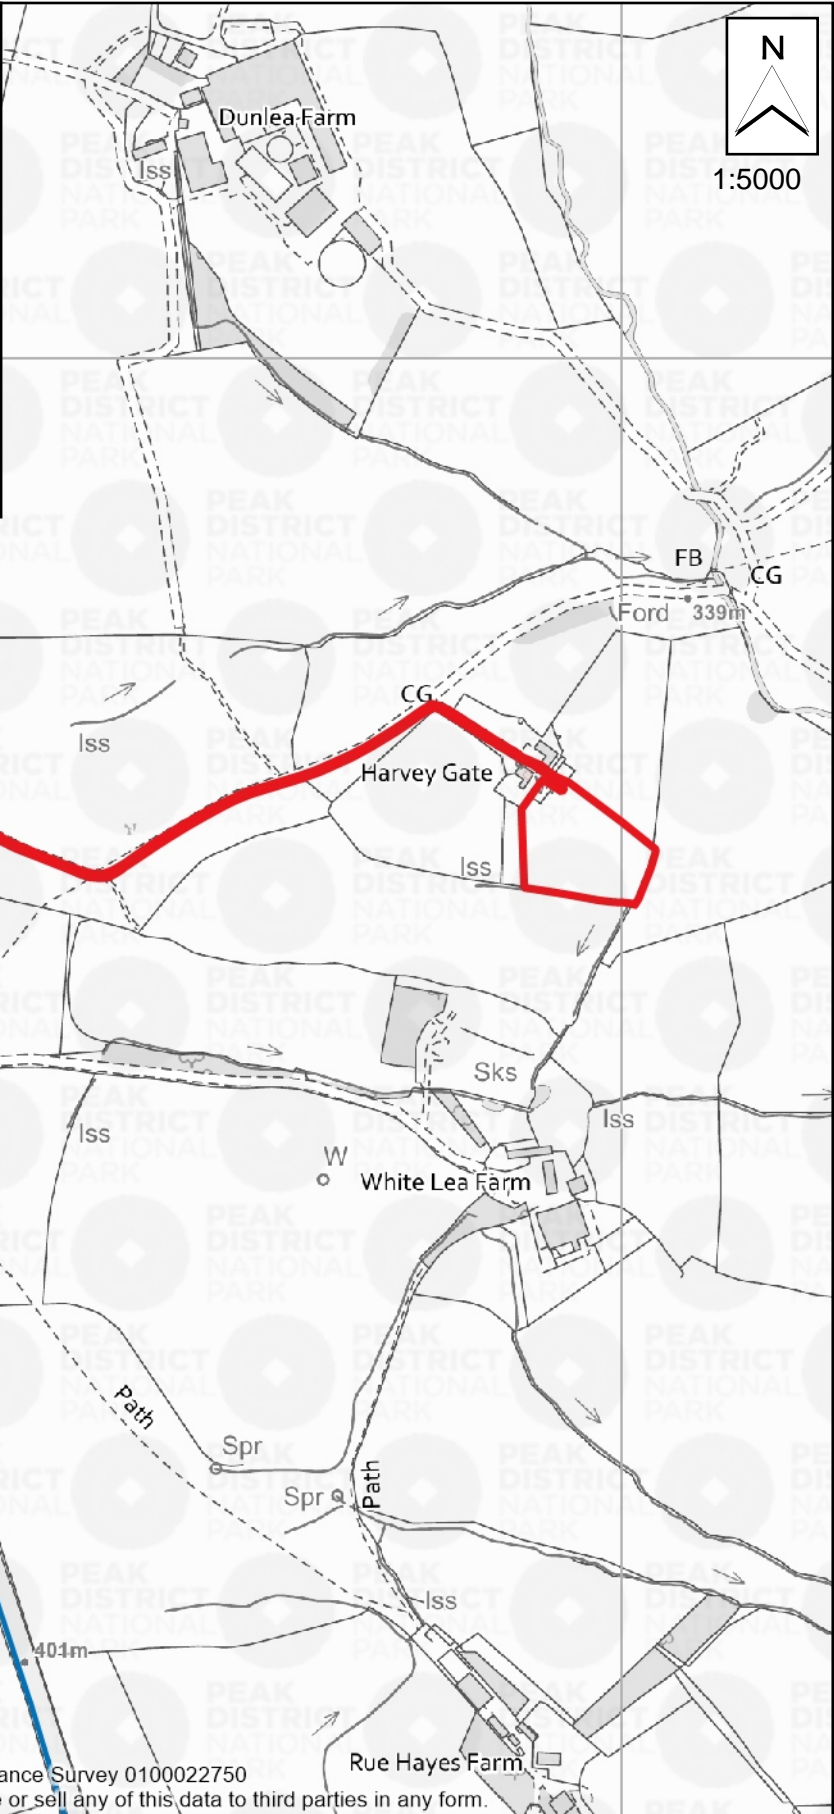 N
1:5000
Dunlea Farm
Iss
FB
CG
Ford
339m
CG
Iss
Harvey Gate
Iss
Sks
Iss
Iss
W
White Lea Farm
Path
Spr
Spr
Path
Iss
401m
Rue Hayes Farm
ance Survey 0100022750
or sell any of this data to third parties in any form.
PEAK
DISTRICT
NATIONAL
PARK